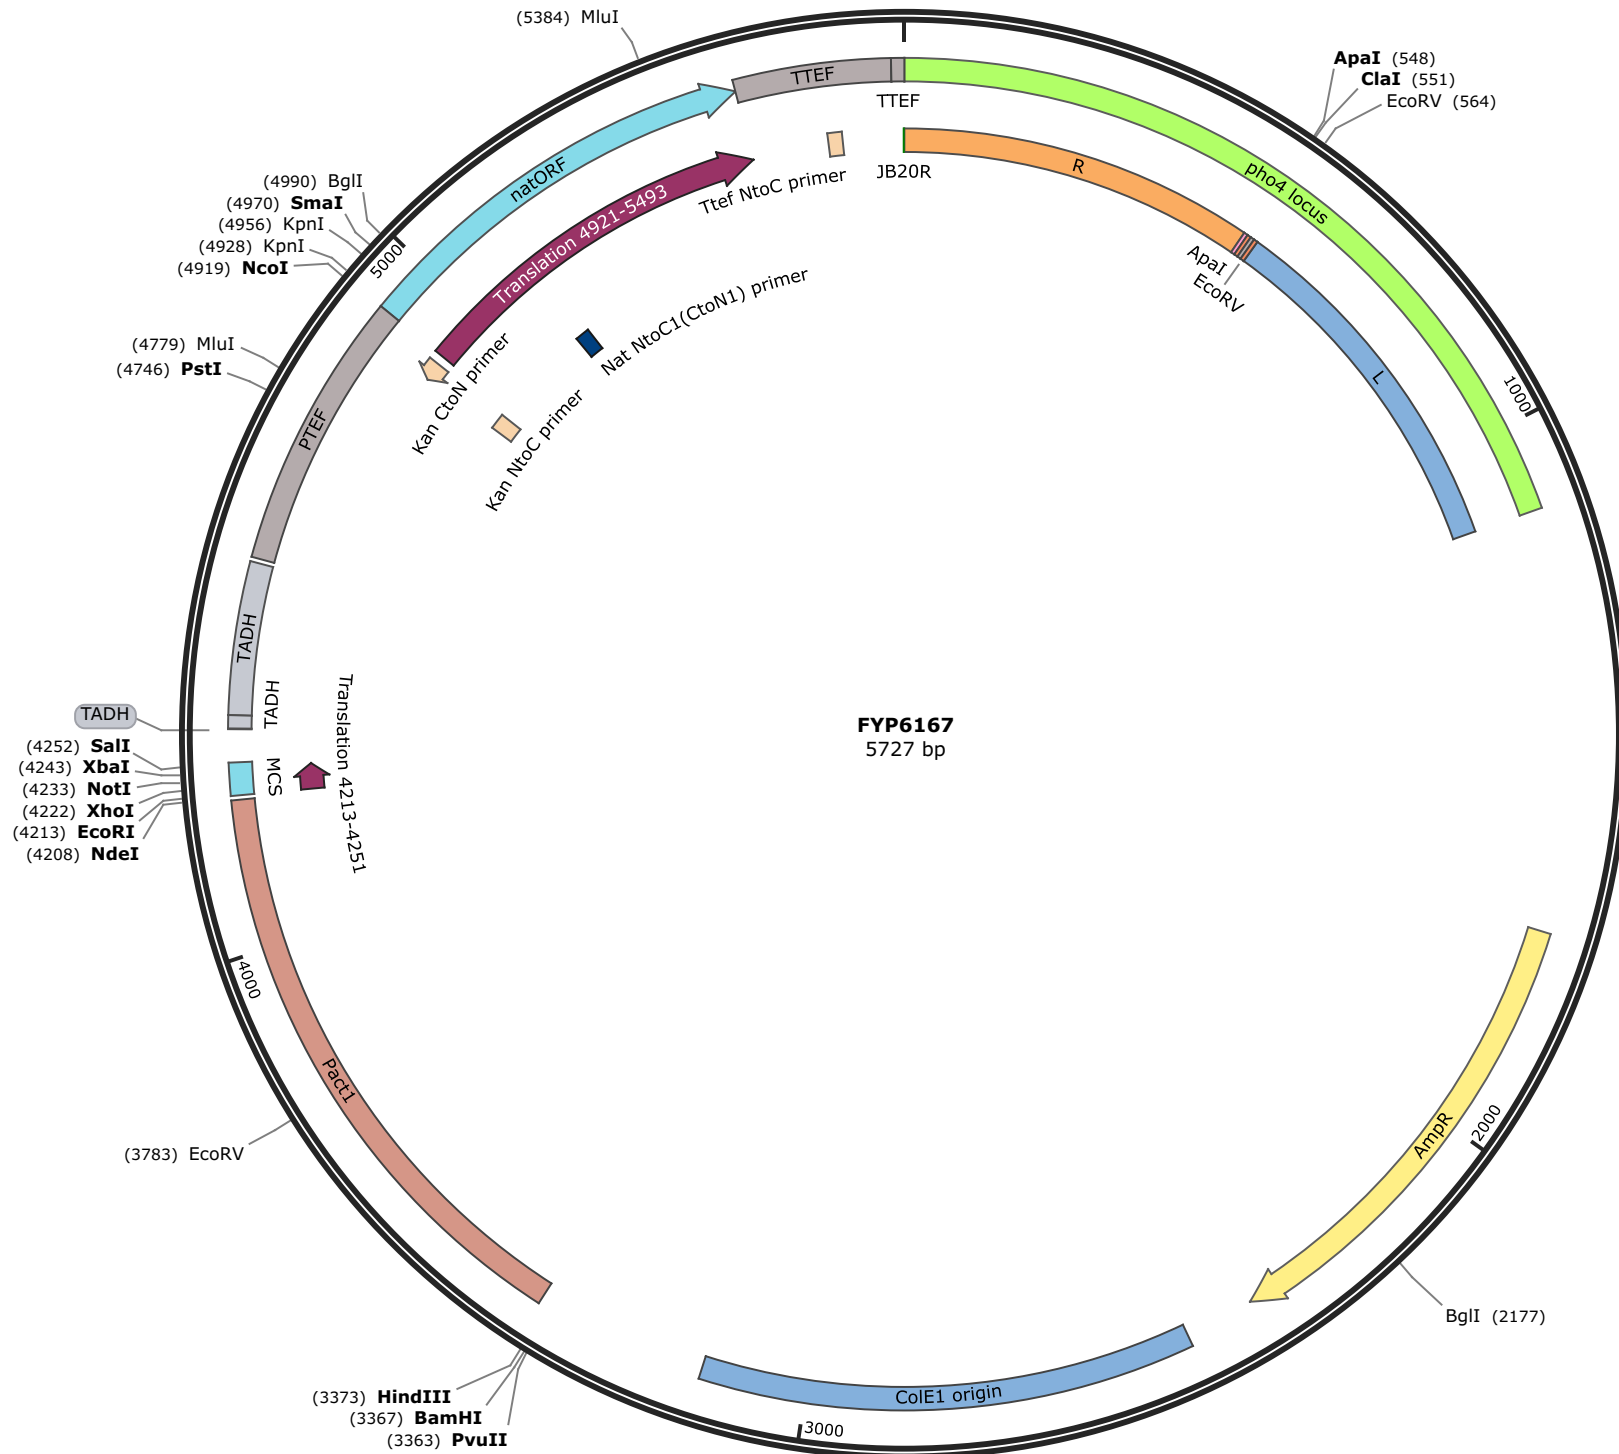 (5384) MluI
ApaI (548)
ClaI (551)
EcoRV (564)
TTEF
TTEF
natORF
pho4 locus
JB20R
R
Ttef NtoC primer
Translation 4921-5493
(4990) BglI
(4970) SmaI
(4956) KpnI
(4928) KpnI
(4919) NcoI
5000
ApaI
EcoRV
Nat NtoC1(CtoN1) primer
(4779) MluI
(4746) PstI
Kan CtoN primer
Kan NtoC primer
PTEF
L
1000
TADH
TADH
TADH
Translation 4213-4251
FYP6167
5727 bp
(4252) SalI
(4243) XbaI
(4233) NotI
(4222) XhoI
(4213) EcoRI
(4208) NdeI
MCS
4000
Pact1
(3783) EcoRV
AmpR
2000
BglI (2177)
ColE1 origin
(3373) HindIII
(3367) BamHI
(3363) PvuII
3000